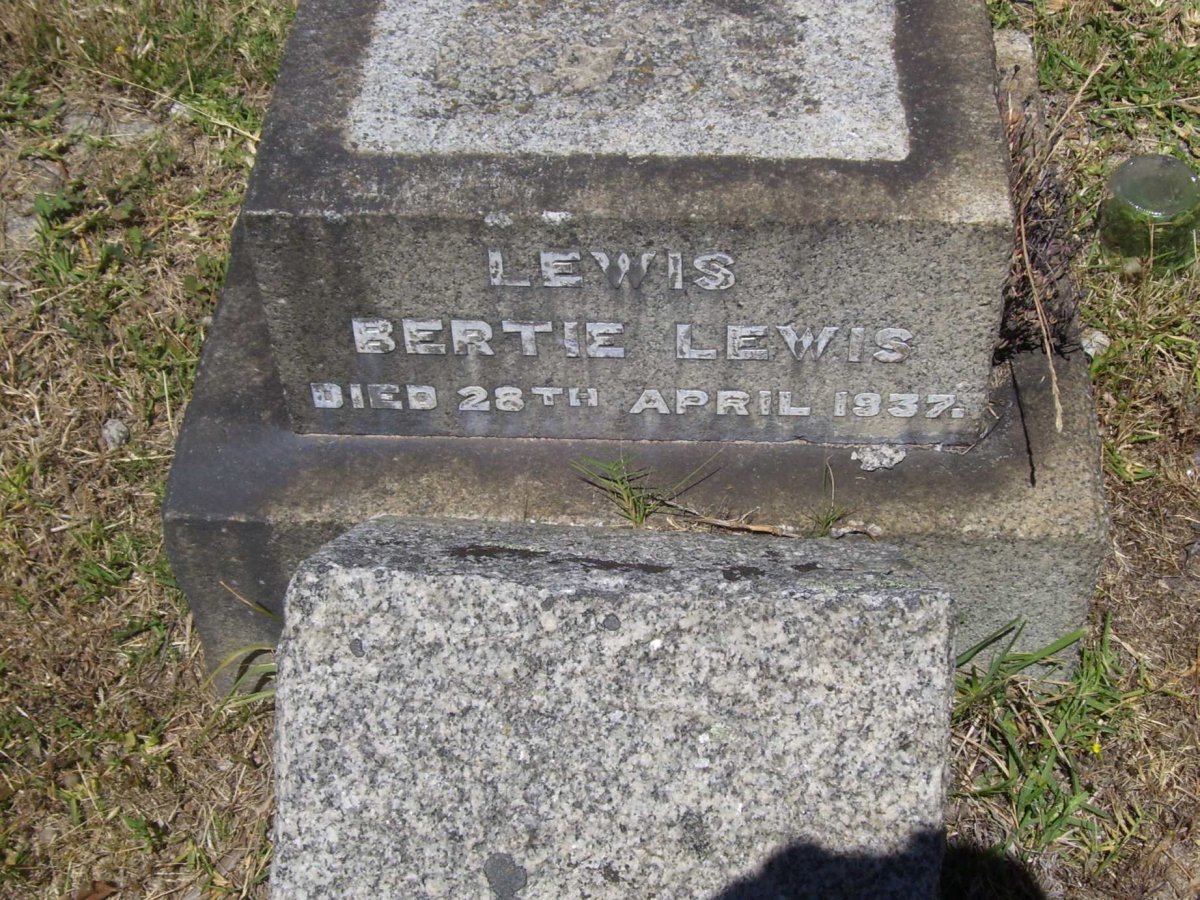 LEWIS
BERTIE LEWIS
DIED 28TH APRIL 1937.